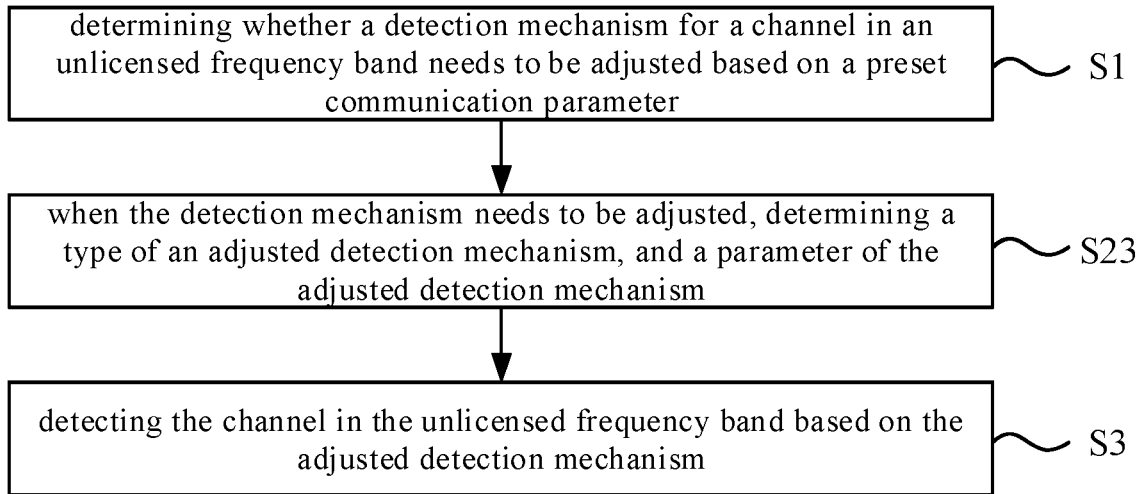 determining whether a detection mechanism for a channel in an
unlicensed frequency band needs to be adjusted based on a preset
communication parameter
S1
when the detection mechanism needs to be adjusted, determining a
type of an adjusted detection mechanism, and a parameter of the
adjusted detection mechanism
S23
detecting the channel in the unlicensed frequency band based on the
adjusted detection mechanism
S3